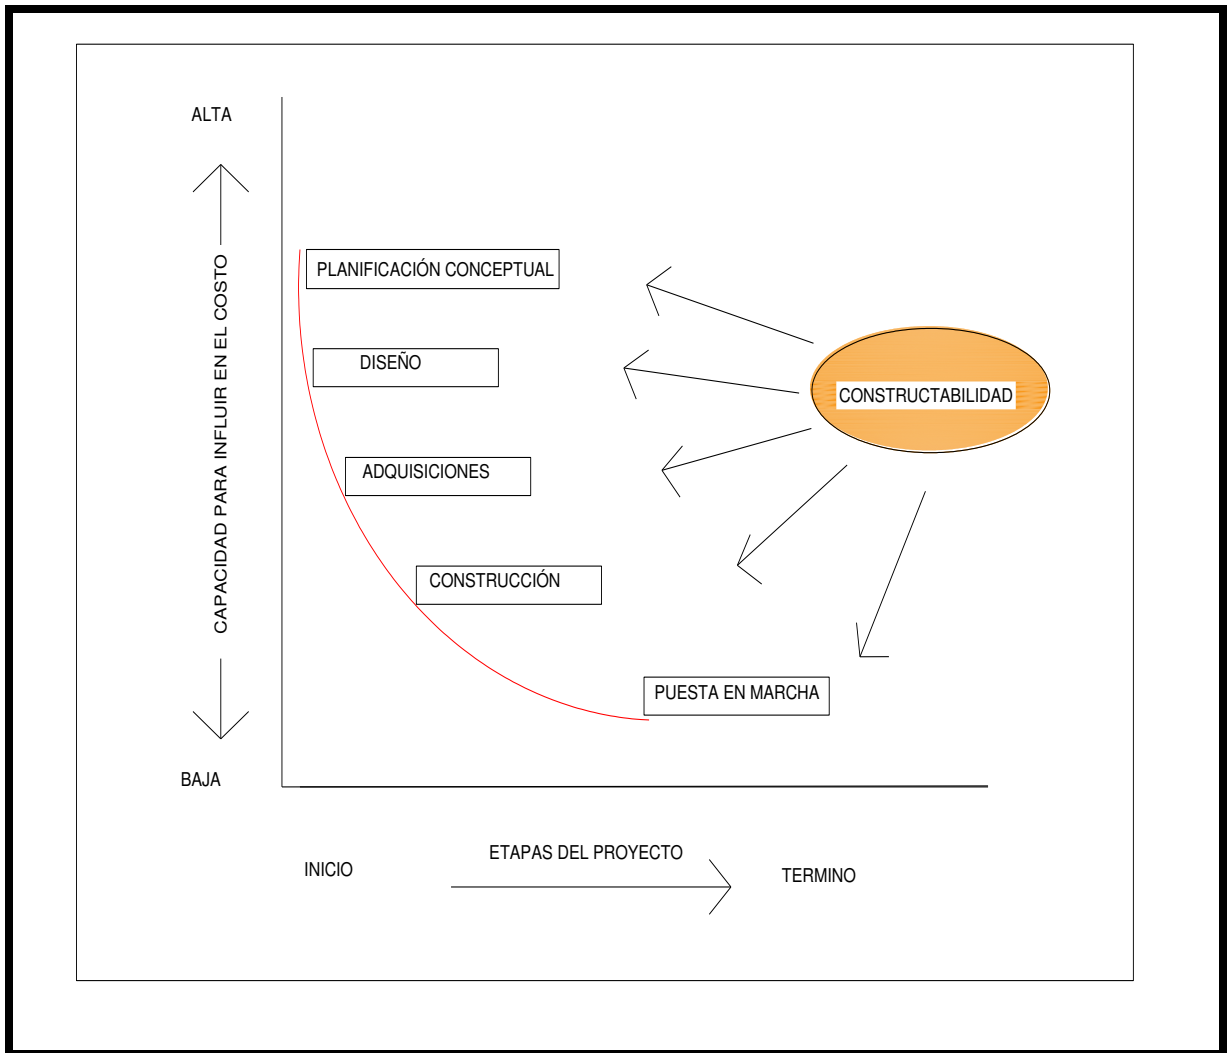 ALTA
CAPACIDAD PARA INFLUIR EN EL COSTO
PLANIFICACIÓN CONCEPTUAL
DISEÑO
CONSTRUCTABILIDAD
ADQUISICIONES
CONSTRUCCIÓN
PUESTA EN MARCHA
BAJA
ETAPAS DEL PROYECTO
INICIO
TERMINO